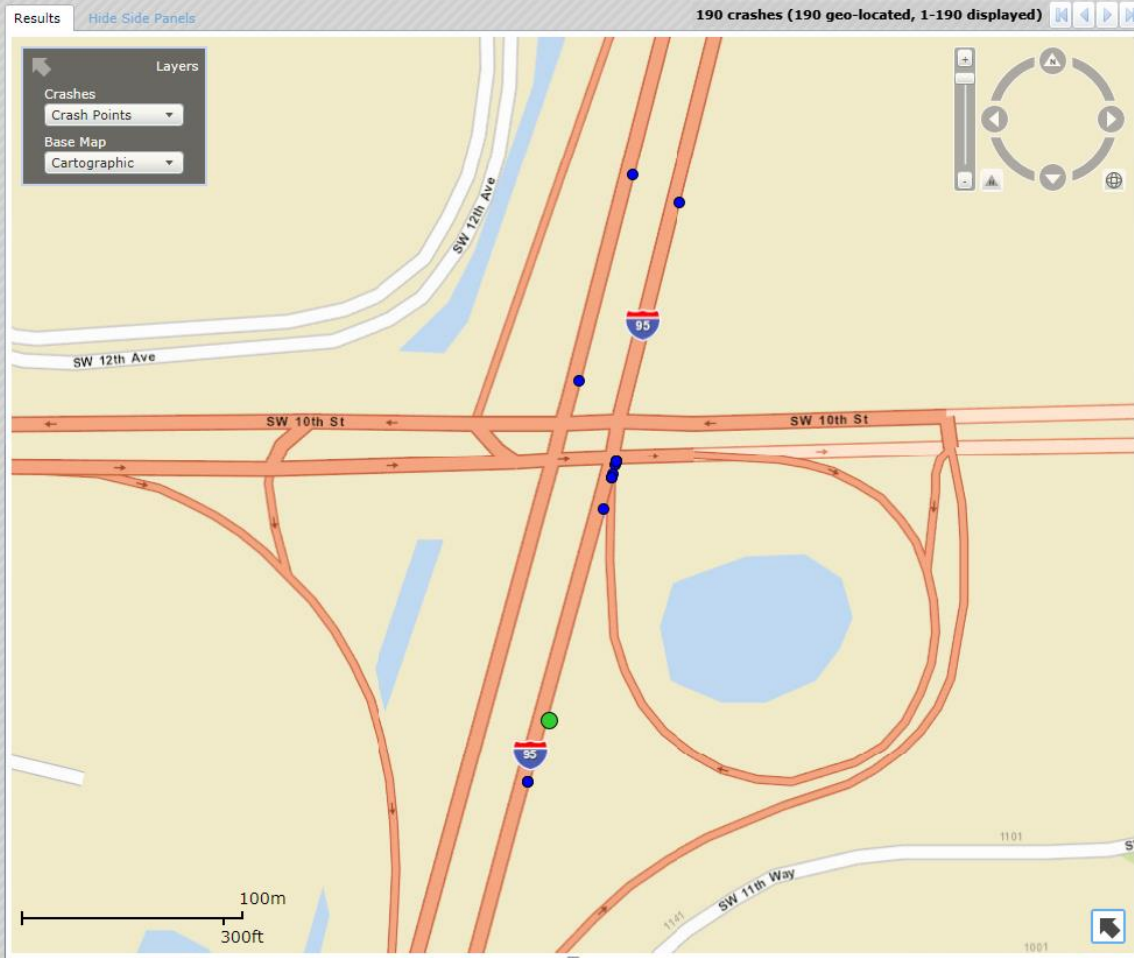 Results
Hide Side Panels
190 crashes (190 geo-located, 1-190 displayed)
Layers
Crashes
Crash Points
Base Map
Cartographic
+
-
N
SW 12th Ave
95
SW 12th Ave
SW 10th St
SW 10th St
95
1101
SW 11th Way
1141
1001
100m
300ft